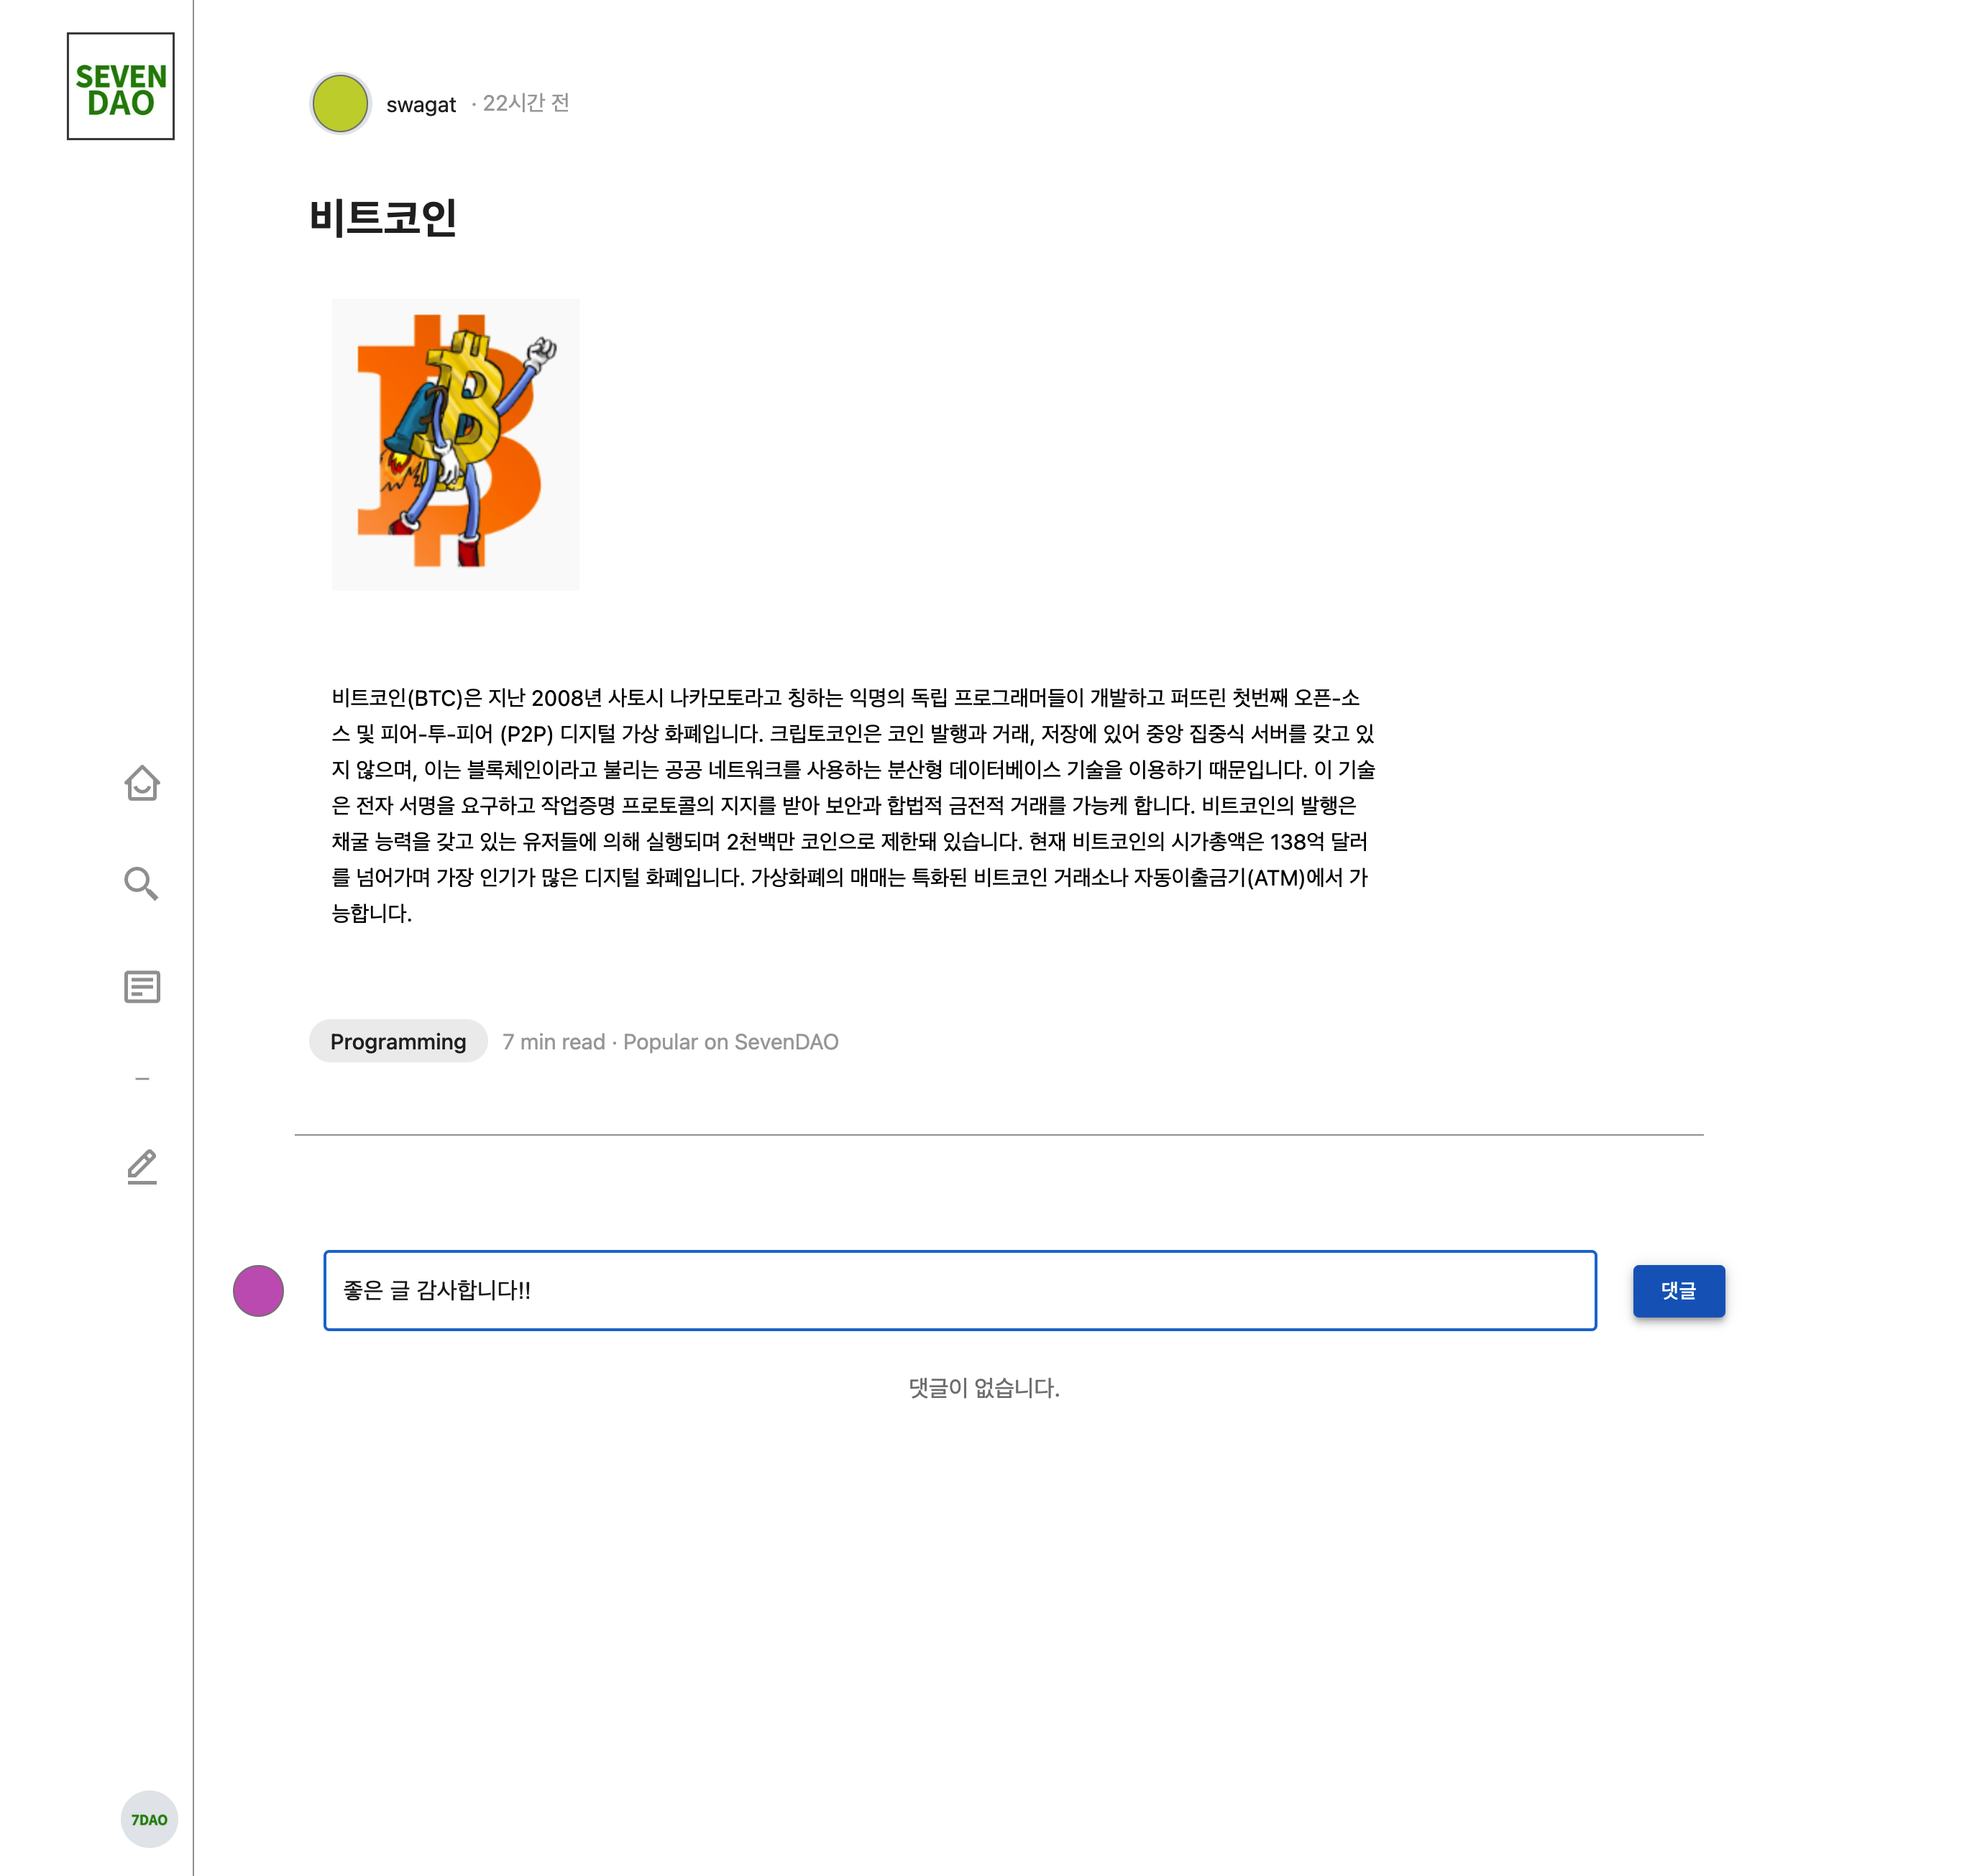 SEVEN
DAO
swagat · 22시간 전
비트코인
비트코인(BTC)은 지난 2008년 사토시 나카모토라고 칭하는 익명의 독립 프로그래머들이 개발하고 퍼뜨린 첫번째 오픈-소
스 및 피어-투-피어 (P2P) 디지털 가상 화폐입니다. 크립토코인은 코인 발행과 거래, 저장에 있어 중앙 집중식 서버를 갖고 있
지 않으며, 이는 블록체인이라고 불리는 공공 네트워크를 사용하는 분산형 데이터베이스 기술을 이용하기 때문입니다. 이 기술
은 전자 서명을 요구하고 작업증명 프로토콜의 지지를 받아 보안과 합법적 금전적 거래를 가능케 합니다. 비트코인의 발행은
채굴 능력을 갖고 있는 유저들에 의해 실행되며 2천백만 코인으로 제한돼 있습니다. 현재 비트코인의 시가총액은 138억 달러
를 넘어가며 가장 인기가 많은 디지털 화폐입니다. 가상화폐의 매매는 특화된 비트코인 거래소나 자동이출금기(ATM)에서 가
능합니다.
Programming 7 min read · Popular on SevenDAO
좋은 글 감사합니다!! 댓글
댓글이 없습니다.
7DAO